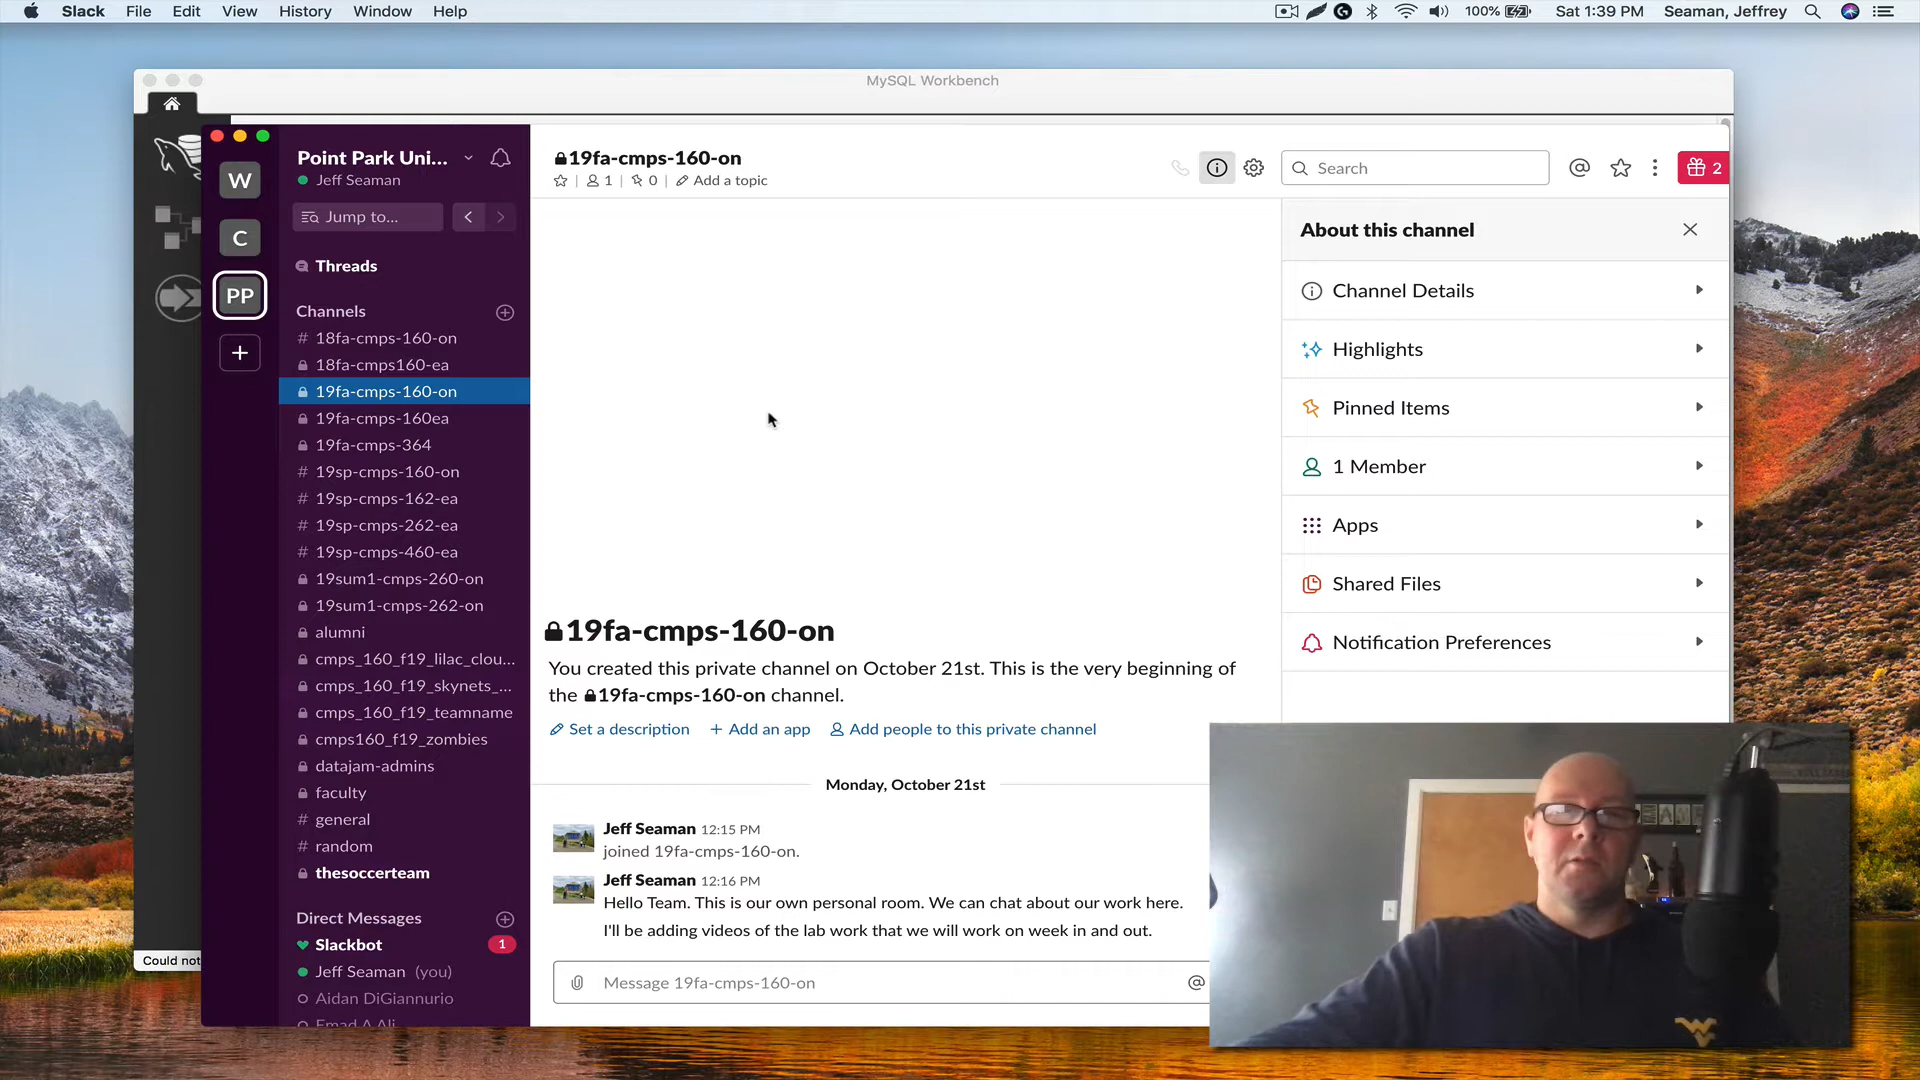 Slack File Edit View History Window Help 100% Sat 1:39 PM Seaman, Jeffrey
MySQL Workbench
Point Park Uni...
Jeff Seaman
Jump to...
W
C
PP
Threads
Channels
# 18fa-cmps-160-on
18fa-cmps160-ea
19fa-cmps-160-on
19fa-cmps-160ea
19fa-cmps-364
# 19sp-cmps-160-on
# 19sp-cmps-162-ea
# 19sp-cmps-262-ea
# 19sp-cmps-460-ea
19sum1-cmps-260-on
19sum1-cmps-262-on
alumni
cmps_160_f19_lilac_clou...
cmps_160_f19_skynets_...
cmps_160_f19_teamname
cmps160_f19_zombies
datajam-admins
faculty
# general
# random
thesoccerteam
Direct Messages
Slackbot 1
Jeff Seaman (you)
Aidan DiGiannurio
Emad A Ali
Could not
19fa-cmps-160-on
1 | 0 | Add a topic
Search
2
19fa-cmps-160-on
You created this private channel on October 21st. This is the very beginning of
the 19fa-cmps-160-on channel.
Set a description + Add an app Add people to this private channel
Monday, October 21st
Jeff Seaman 12:15 PM
joined 19fa-cmps-160-on.
Jeff Seaman 12:16 PM
Hello Team. This is our own personal room. We can chat about our work here.
I'll be adding videos of the lab work that we will work on week in and out.
Message 19fa-cmps-160-on @
About this channel
Channel Details
Highlights
Pinned Items
1 Member
Apps
Shared Files
Notification Preferences